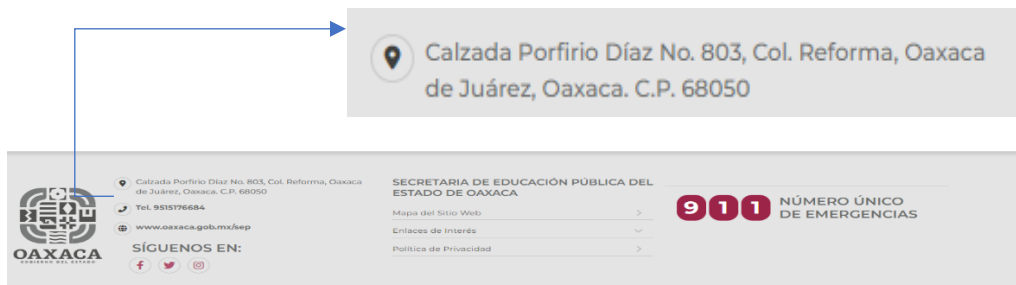 Calzada Porfirio Díaz No. 803, Col. Reforma, Oaxaca
de Juárez, Oaxaca. C.P. 68050
OAXACA
GOBIERNO DEL ESTADO
Calzada Porfirio Díaz No. 803, Col. Reforma, Oaxaca
de Juárez, Oaxaca. C.P. 68050
Tel. 9515176684
www.oaxaca.gob.mx/sep
SÍGUENOS EN:
SECRETARIA DE EDUCACIÓN PÚBLICA DEL
ESTADO DE OAXACA
Mapa del Sitio Web
Enlaces de Interés
Política de Privacidad
911
NÚMERO ÚNICO
DE EMERGENCIAS